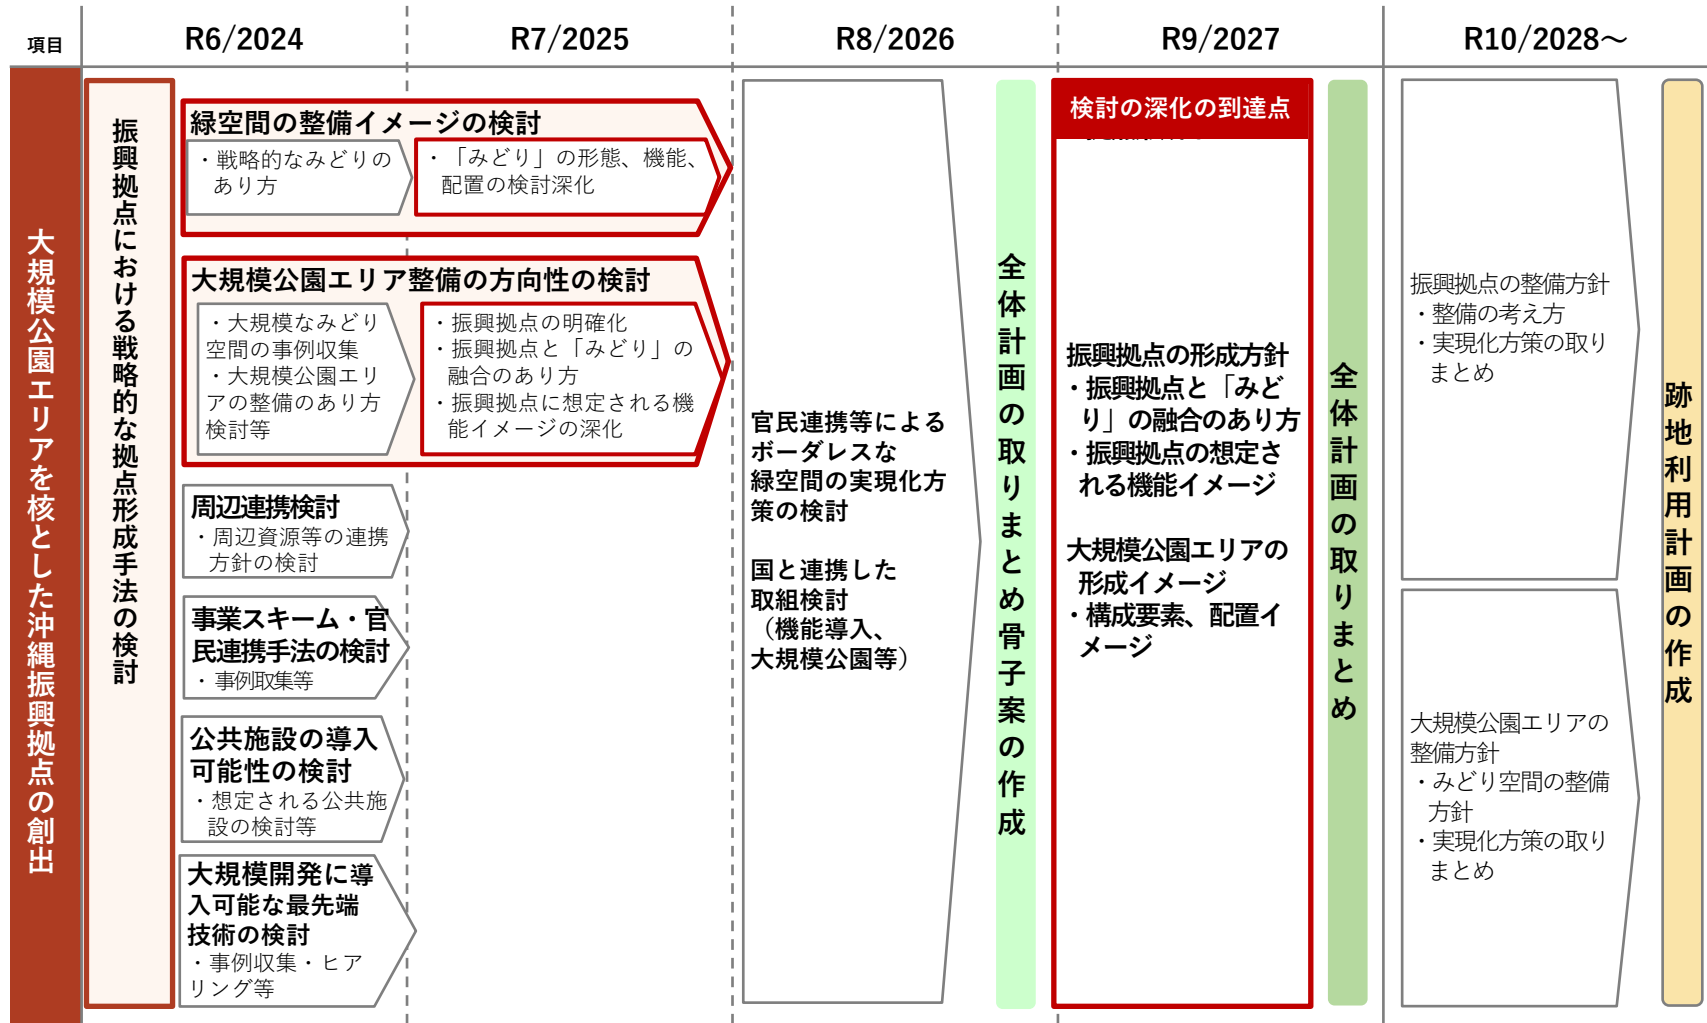 項目
R6/2024
R7/2025
R8/2026
R9/2027
R10/2028～
大規模公園エリアを核とした沖縄振興拠点の創出
振興拠点における戦略的な拠点形成手法の検討
緑空間の整備イメージの検討
・戦略的なみどりの
あり方
・「みどり」の形態、機能、
配置の検討深化
大規模公園エリア整備の方向性の検討
・大規模なみどり
空間の事例収集
・大規模公園エリ
アの整備のあり方
検討等
・振興拠点の明確化
・振興拠点と「みどり」の
融合のあり方
・振興拠点に想定される機
能イメージの深化
周辺連携検討
・周辺資源等の連携
方針の検討
事業スキーム・官
民連携手法の検討
・事例取集等
公共施設の導入
可能性の検討
・想定される公共施
設の検討等
大規模開発に導
入可能な最先端
技術の検討
・事例収集・ヒア
リング等
官民連携等による
ボーダレスな
緑空間の実現化方
策の検討
国と連携した
取組検討
（機能導入、
大規模公園等）
全体計画の取りまとめ骨子案の作成
検討の深化の到達点
振興拠点の形成方針
・振興拠点と「みど
り」の融合のあり方
・振興拠点の想定さ
れる機能イメージ
大規模公園エリアの
形成イメージ
・構成要素、配置イ
メージ
全体計画の取りまとめ
振興拠点の整備方針
・整備の考え方
・実現化方策の取り
まとめ
大規模公園エリアの
整備方針
・みどり空間の整備
方針
・実現化方策の取り
まとめ
跡地利用計画の作成